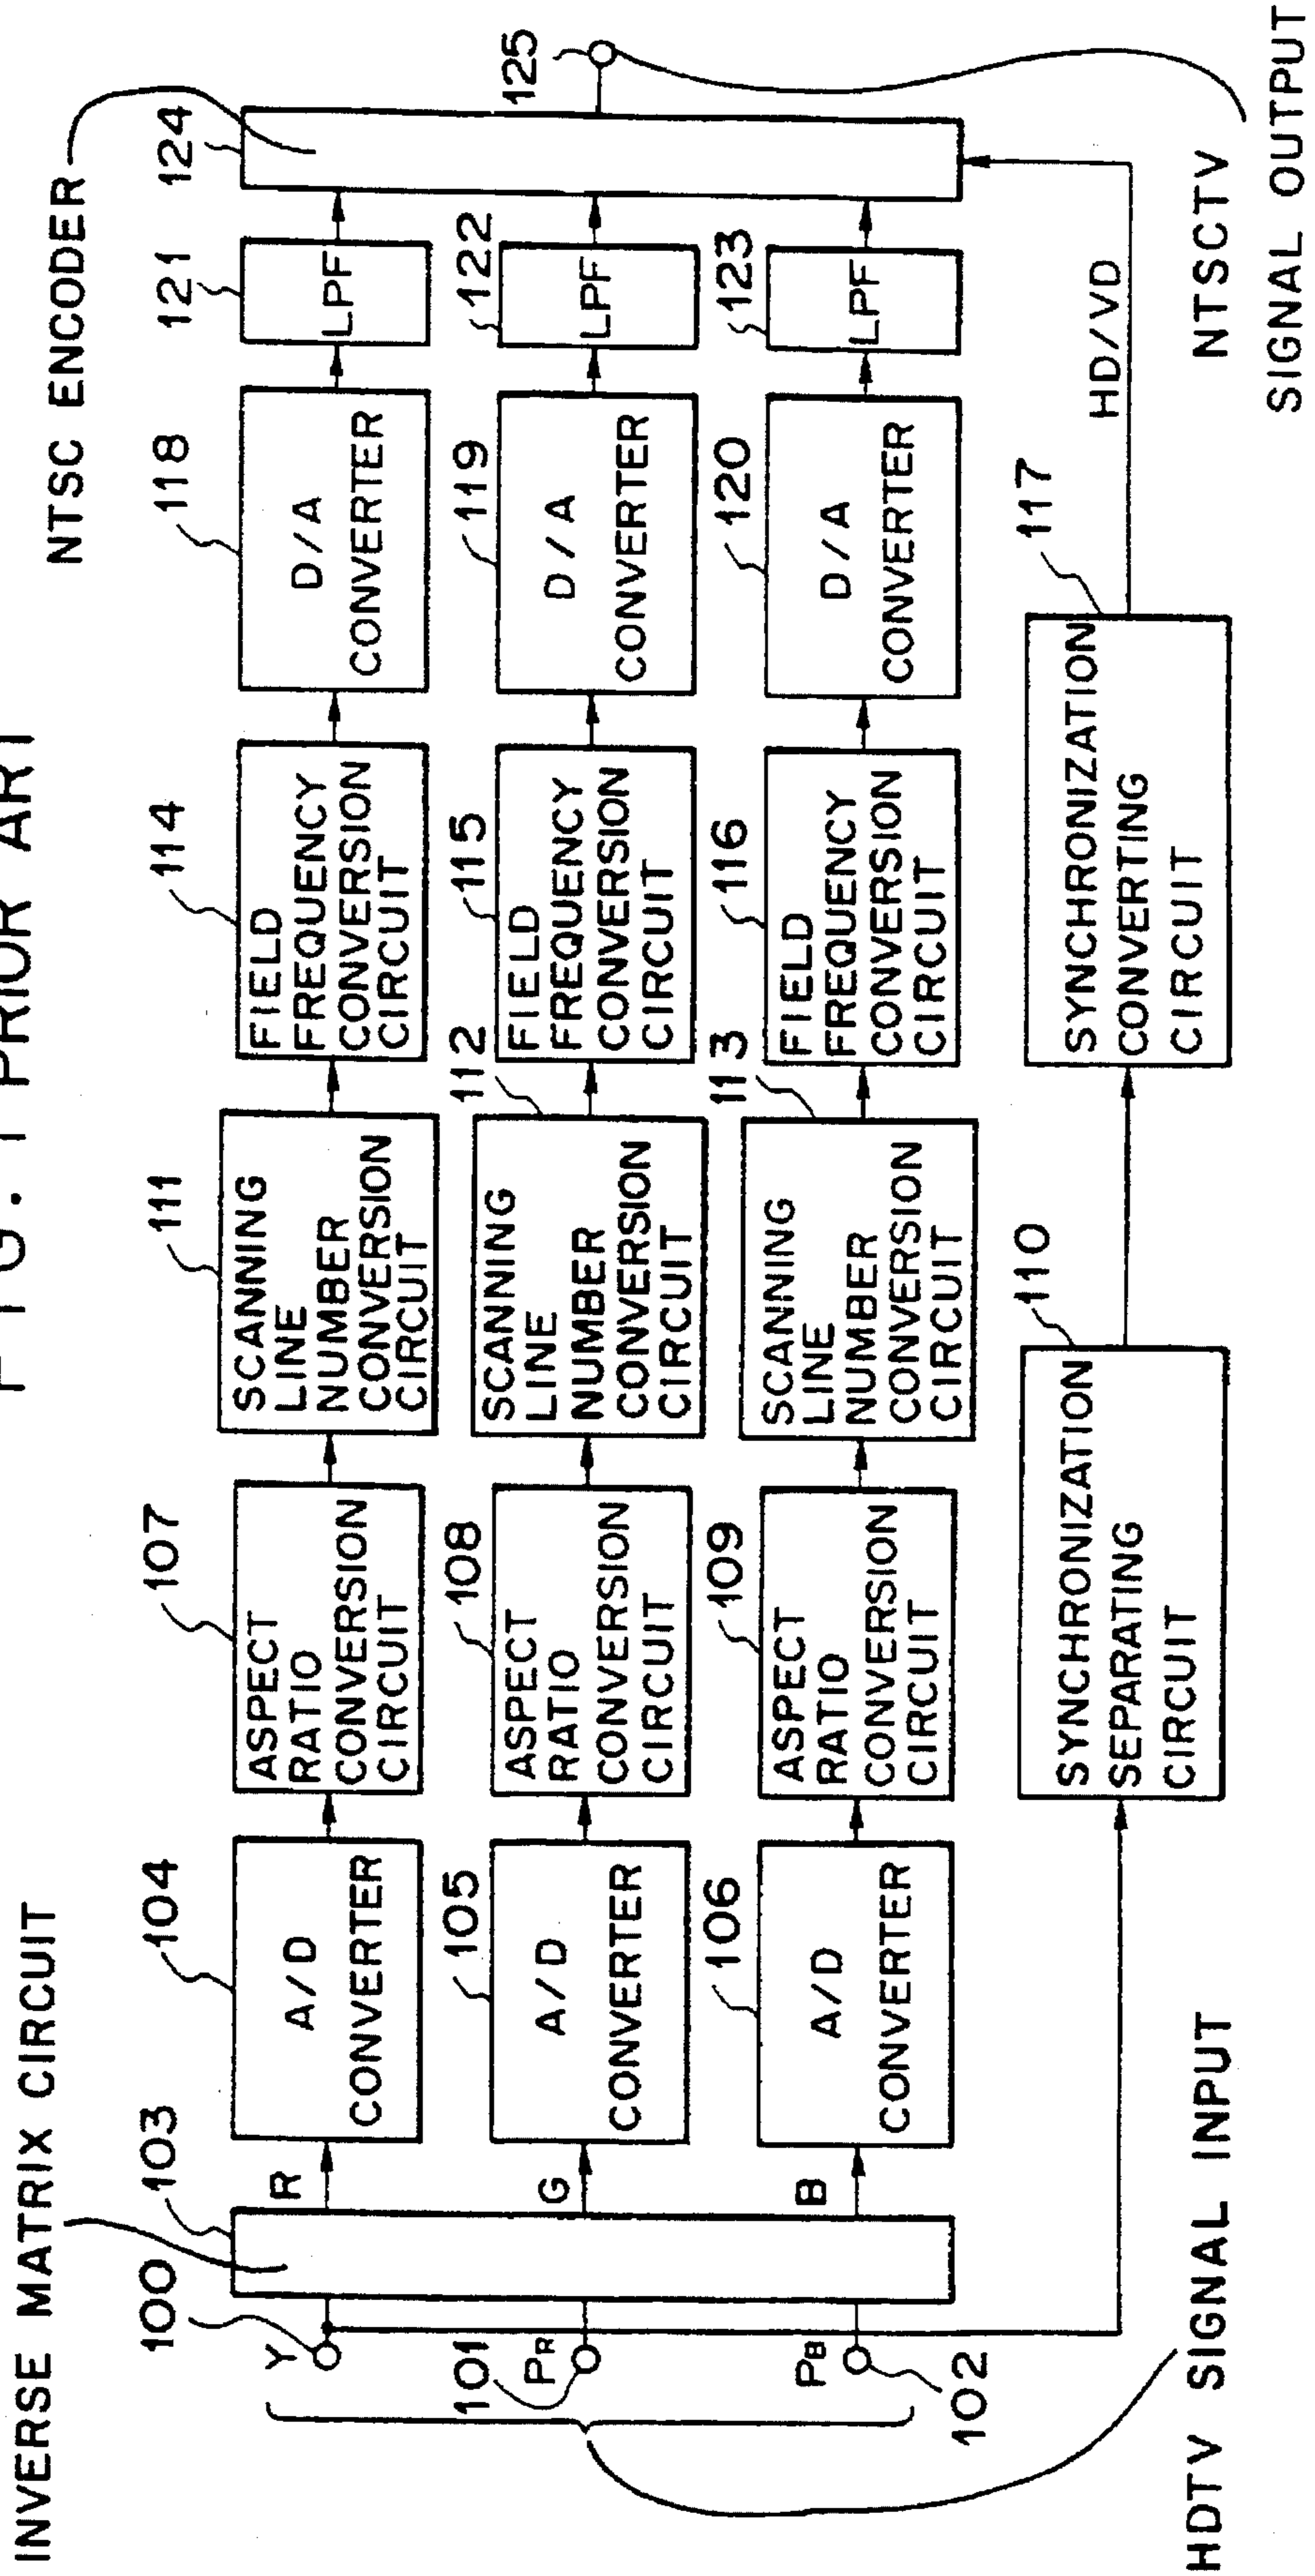 FIG. 1 PRIOR ART
INVERSE MATRIX CIRCUIT
NTSC ENCODER
100
103
104
107
111
114
118
121
124
Y
R
A/D
CONVERTER
ASPECT
RATIO
CONVERSION
CIRCUIT
SCANNING
LINE
NUMBER
CONVERSION
CIRCUIT
FIELD
FREQUENCY
CONVERSION
CIRCUIT
D/A
CONVERTER
LPF
101
105
108
112
115
119
122
125
PR
G
A/D
CONVERTER
ASPECT
RATIO
CONVERSION
CIRCUIT
SCANNING
LINE
NUMBER
CONVERSION
CIRCUIT
FIELD
FREQUENCY
CONVERSION
CIRCUIT
D/A
CONVERTER
LPF
102
106
109
113
116
120
123
PB
B
A/D
CONVERTER
ASPECT
RATIO
CONVERSION
CIRCUIT
SCANNING
LINE
NUMBER
CONVERSION
CIRCUIT
FIELD
FREQUENCY
CONVERSION
CIRCUIT
D/A
CONVERTER
LPF
110
SYNCHRONIZATION
SEPARATING
CIRCUIT
117
SYNCHRONIZATION
CONVERTING
CIRCUIT
HD/VD
HDTV SIGNAL INPUT
NTSCTV
SIGNAL OUTPUT